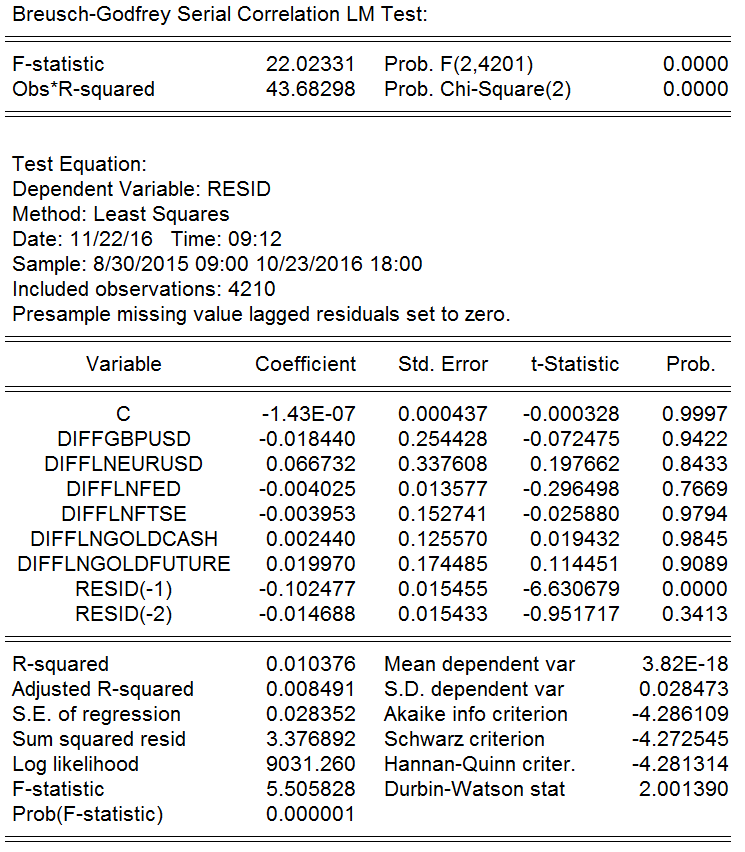 Breusch-Godfrey Serial Correlation LM Test:
F-statistic 22.02331 Prob. F(2,4201) 0.0000
Obs*R-squared 43.68298 Prob. Chi-Square(2) 0.0000
Test Equation:
Dependent Variable: RESID
Method: Least Squares
Date: 11/22/16 Time: 09:12
Sample: 8/30/2015 09:00 10/23/2016 18:00
Included observations: 4210
Presample missing value lagged residuals set to zero.
Variable Coefficient Std. Error t-Statistic Prob.
C -1.43E-07 0.000437 -0.000328 0.9997
DIFFGBPUSD -0.018440 0.254428 -0.072475 0.9422
DIFFLNEURUSD 0.066732 0.337608 0.197662 0.8433
DIFFLNFED -0.004025 0.013577 -0.296498 0.7669
DIFFLNFTSE -0.003953 0.152741 -0.025880 0.9794
DIFFLNGOLDCASH 0.002440 0.125570 0.019432 0.9845
DIFFLNGOLDFUTURE 0.019970 0.174485 0.114451 0.9089
RESID(-1) -0.102477 0.015455 -6.630679 0.0000
RESID(-2) -0.014688 0.015433 -0.951717 0.3413
R-squared 0.010376 Mean dependent var 3.82E-18
Adjusted R-squared 0.008491 S.D. dependent var 0.028473
S.E. of regression 0.028352 Akaike info criterion -4.286109
Sum squared resid 3.376892 Schwarz criterion -4.272545
Log likelihood 9031.260 Hannan-Quinn criter. -4.281314
F-statistic 5.505828 Durbin-Watson stat 2.001390
Prob(F-statistic) 0.000001